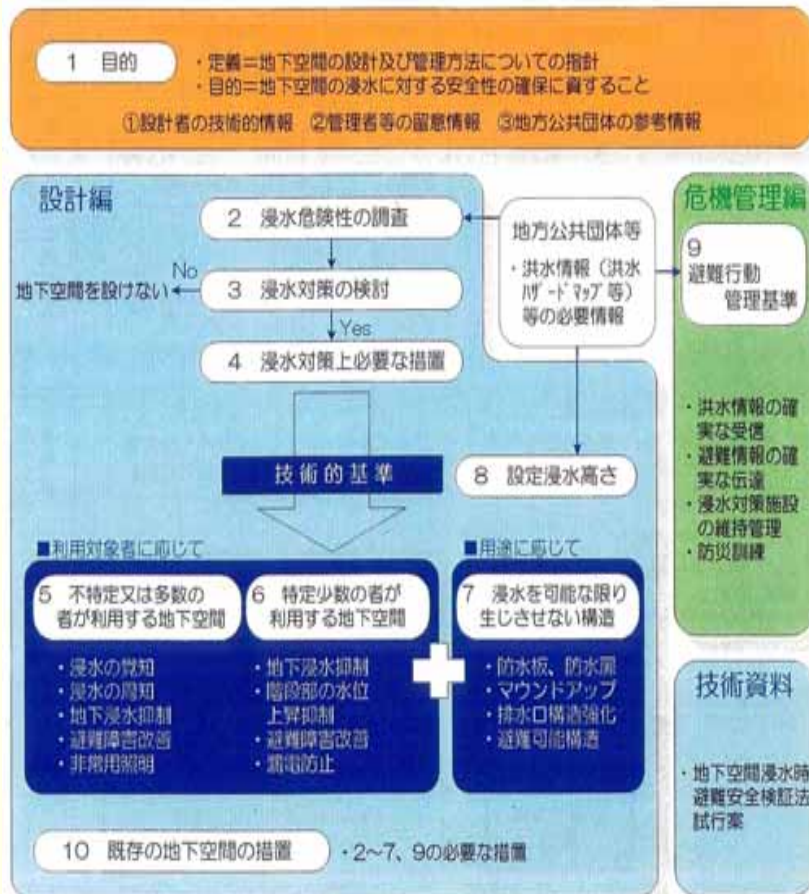 1 目的
・定義=地下空間の設計及び管理方法についての指針
・目的=地下空間の浸水に対する安全性の確保に資すること
①設計者の技術的情報 ②管理者等の留意情報 ③地方公共団体の参考情報
設計編
2 浸水危険性の調査
No
地下空間を設けない
3 浸水対策の検討
Yes
4 浸水対策上必要な措置
地方公共団体等
・洪水情報(洪水
ハザードマップ等)
等の必要情報
技術的基準
8 設定浸水高さ
■利用対象者に応じて
5 不特定又は多数の
者が利用する地下空間
・浸水の覚知
・浸水の周知
・地下浸水抑制
・避難障害改善
・非常用照明
6 特定少数の者が
利用する地下空間
・地下浸水抑制
・階段部の水位
上昇抑制
・避難障害改善
・漏電防止
■用途に応じて
7 浸水を可能な限り
生じさせない構造
・防水板、防水扉
・マウンドアップ
・排水口構造強化
・避難可能構造
10 既存の地下空間の措置
・2~7、9の必要な措置
危機管理編
9
避難行動
管理基準
・洪水情報の確
実な受信
・避難情報の確
実な伝達
・浸水対策施設
の維持管理
・防災訓練
技術資料
・地下空間浸水時
避難安全検証法
試行案